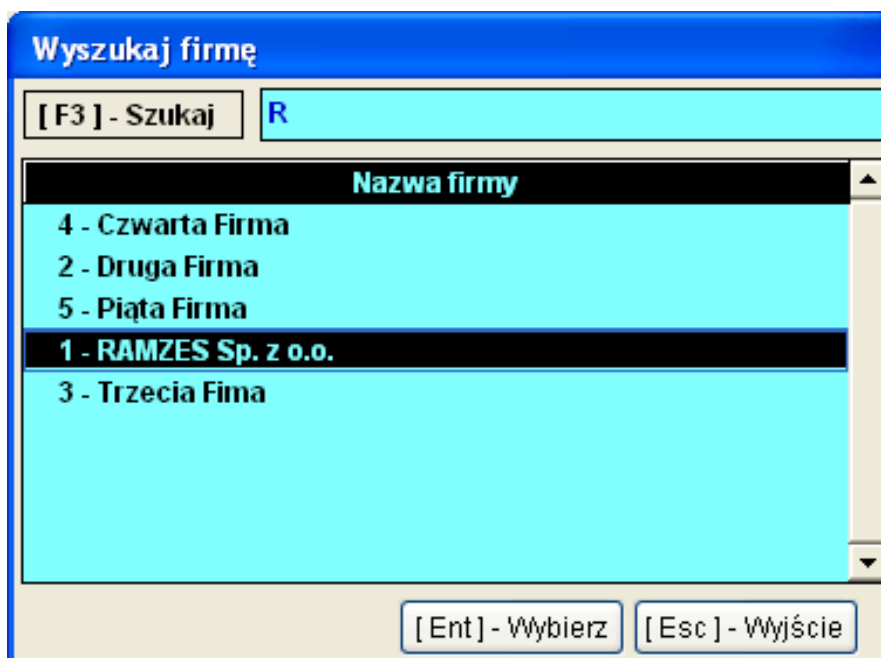 Wyszukaj firmę
[ F3 ] - Szukaj R
Nazwa firmy
4 - Czwarta Firma
2 - Druga Firma
5 - Piąta Firma
1 - RAMZES Sp. z o.o.
3 - Trzecia Fima
[ Ent ] - Wybierz [ Esc ] - Wyjście